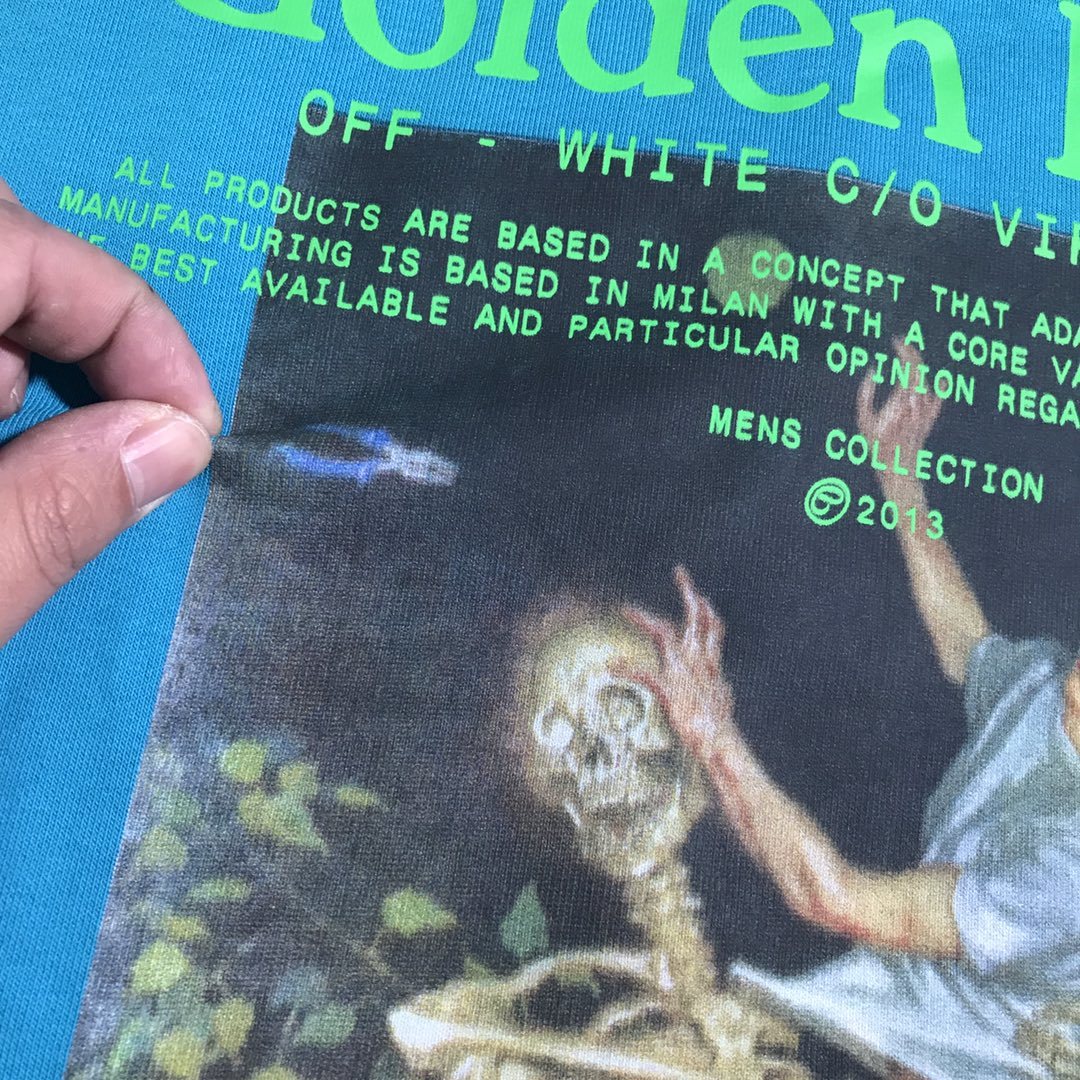 Golden
OFF - WHITE C/O
ALL PRODUCTS ARE BASED IN A CONCEPT THAT
MANUFACTURING IS BASED IN MILAN WITH A CORE
BEST AVAILABLE AND PARTICULAR OPINION
MENS COLLECTION
©2013